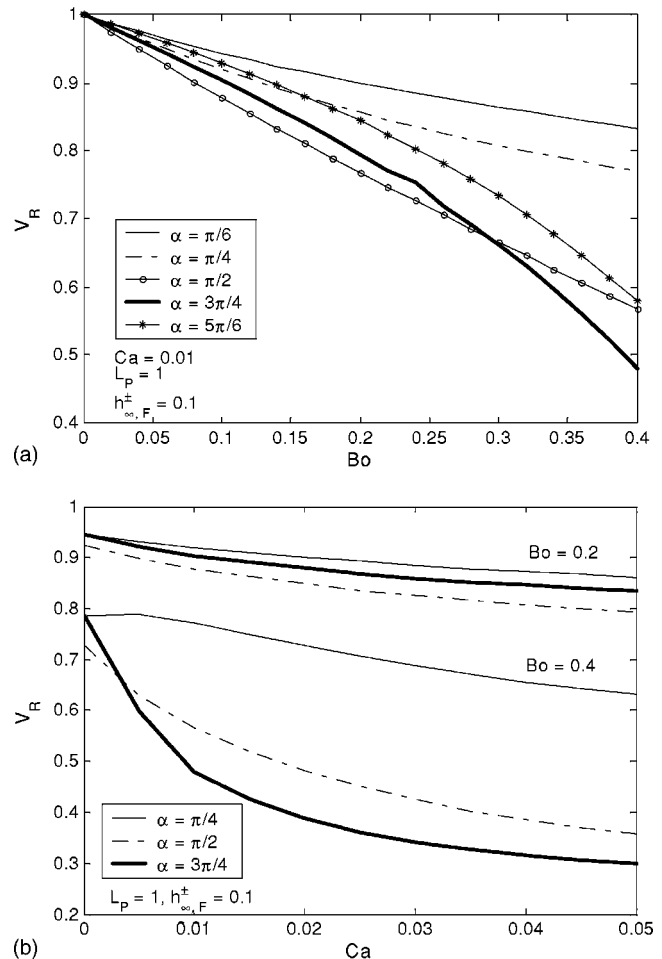 1
0.9
0.8
0.7
0.6
0.5
0.4
V_R
α = π/6
α = π/4
α = π/2
α = 3π/4
α = 5π/6
Ca = 0.01
L_P = 1
h^±_∞, F = 0.1
0 0.05 0.1 0.15 0.2 0.25 0.3 0.35 0.4
(a) Bo
1
0.9
0.8
0.7
0.6
0.5
0.4
0.3
0.2
V_R
Bo = 0.2
Bo = 0.4
α = π/4
α = π/2
α = 3π/4
L_P = 1, h^±_∞, F = 0.1
0 0.01 0.02 0.03 0.04 0.05
(b) Ca